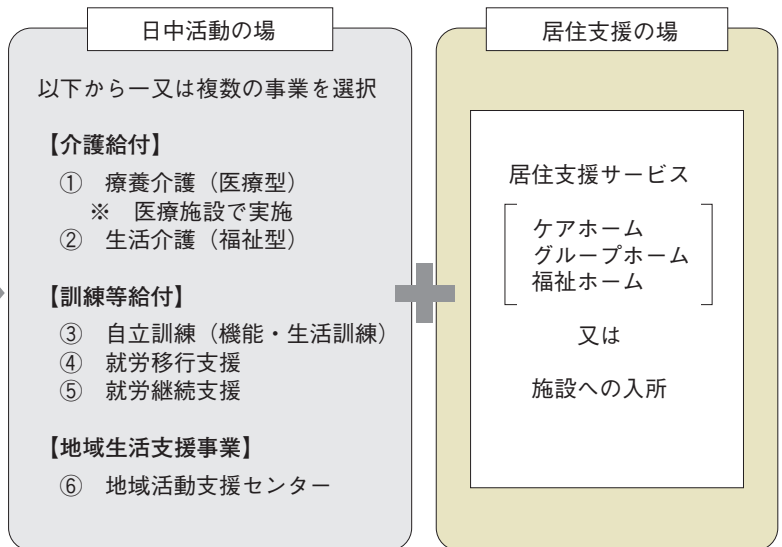 日中活動の場
以下から一又は複数の事業を選択
【介護給付】
① 療養介護（医療型）
※ 医療施設で実施
② 生活介護（福祉型）
【訓練等給付】
③ 自立訓練（機能・生活訓練）
④ 就労移行支援
⑤ 就労継続支援
【地域生活支援事業】
⑥ 地域活動支援センター
居住支援の場
居住支援サービス
ケアホーム
グループホーム
福祉ホーム
又は
施設への入所